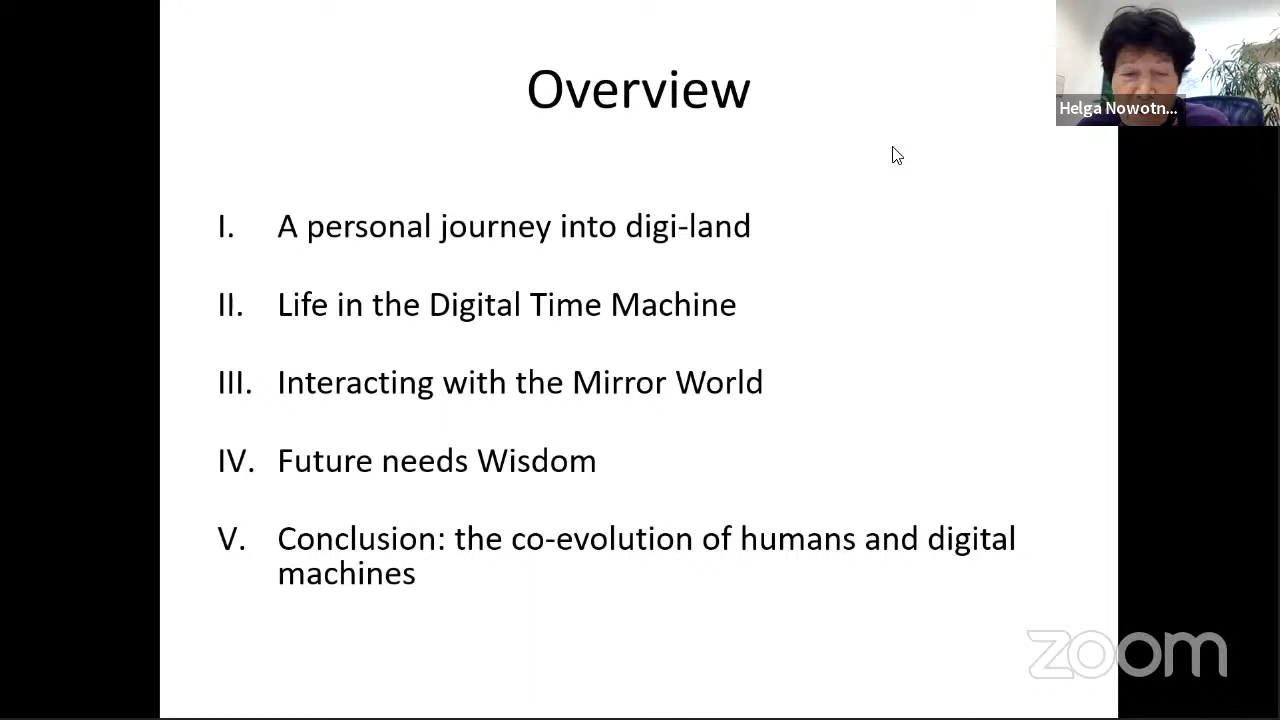 Overview
Helga Nowotn...
I. A personal journey into digi-land
II. Life in the Digital Time Machine
III. Interacting with the Mirror World
IV. Future needs Wisdom
V. Conclusion: the co-evolution of humans and digital
machines
zoom